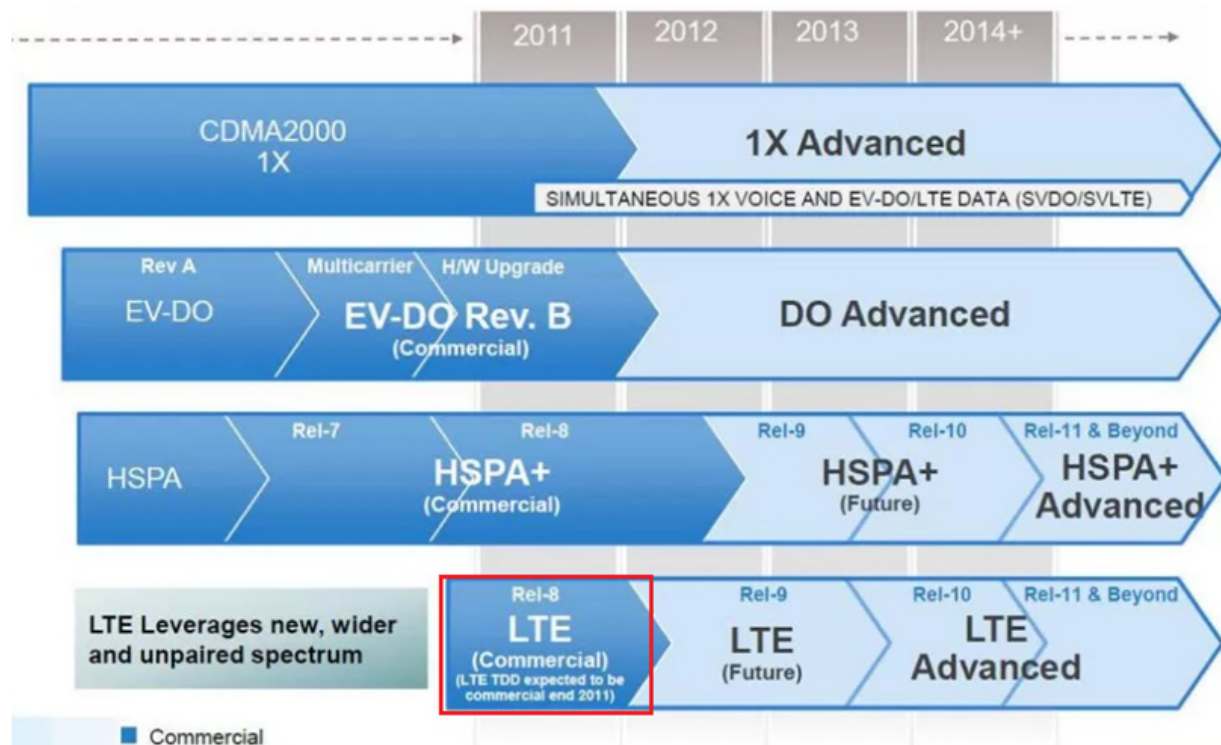 2011 2012 2013 2014+
CDMA2000
1X
1X Advanced
SIMULTANEOUS 1X VOICE AND EV-DO/LTE DATA (SVDO/SVLTE)
Rev A Multicarrier H/W Upgrade
EV-DO EV-DO Rev. B DO Advanced
(Commercial)
Rel-7 Rel-8 Rel-9 Rel-10 Rel-11 & Beyond
HSPA HSPA+ HSPA+ HSPA+
(Commercial) (Future) Advanced
LTE Leverages new, wider
and unpaired spectrum
Rel-8 Rel-9 Rel-10 Rel-11 & Beyond
LTE LTE LTE
(Commercial) (Future) Advanced
(LTE TDD expected to be
commercial end 2011)
Commercial